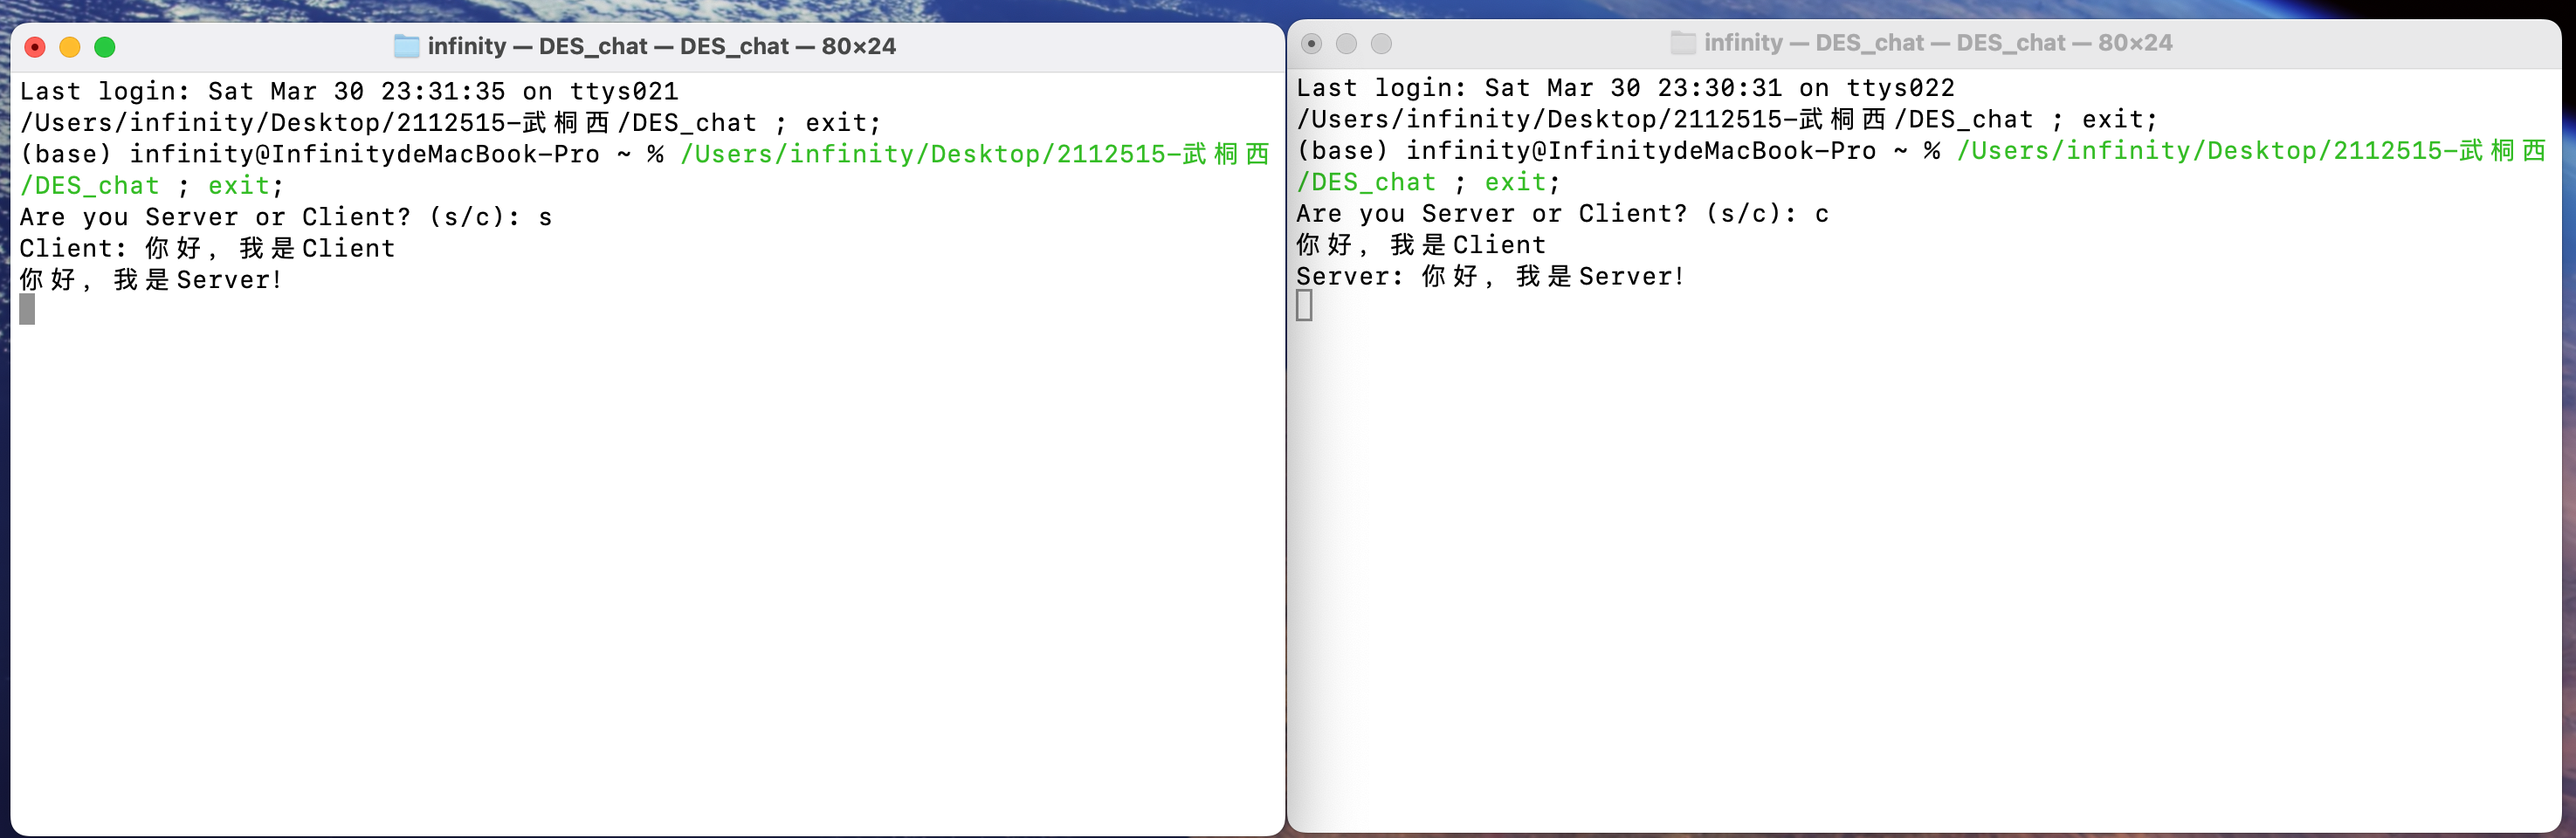 infinity — DES_chat — DES_chat — 80×24
Last login: Sat Mar 30 23:31:35 on ttys021
/Users/infinity/Desktop/2112515-武桐西/DES_chat ; exit;
(base) infinity@InfinitydeMacBook-Pro ~ % /Users/infinity/Desktop/2112515-武桐西
/DES_chat ; exit;
Are you Server or Client? (s/c): s
Client: 你好，我是Client
你好，我是Server!
infinity — DES_chat — DES_chat — 80×24
Last login: Sat Mar 30 23:30:31 on ttys022
/Users/infinity/Desktop/2112515-武桐西/DES_chat ; exit;
(base) infinity@InfinitydeMacBook-Pro ~ % /Users/infinity/Desktop/2112515-武桐西
/DES_chat ; exit;
Are you Server or Client? (s/c): c
你好，我是Client
Server: 你好，我是Server!